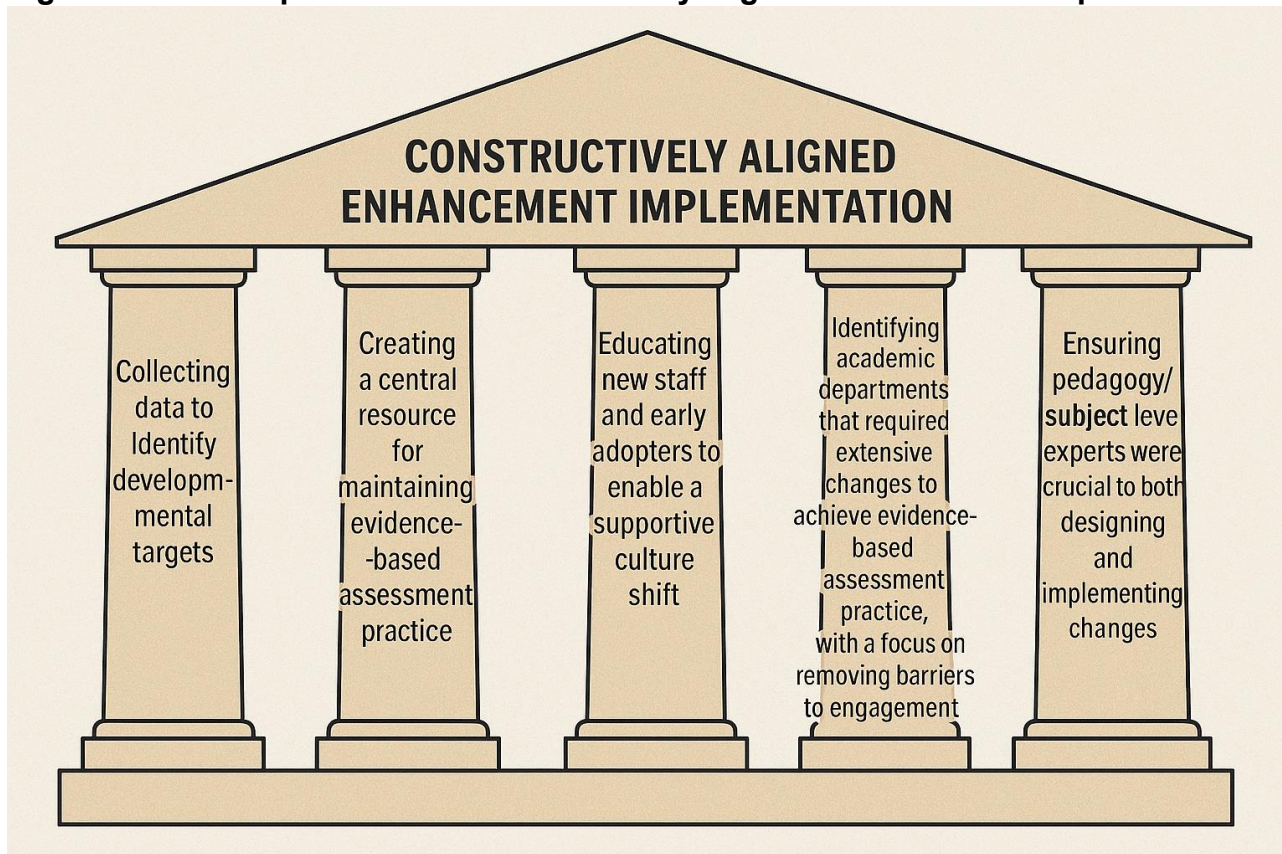 CONSTRUCTIVELY ALIGNED
ENHANCEMENT IMPLEMENTATION
Collecting
data to
Identify
developm-
mental
targets
Creating
a central
resource
for
maintaining
evidence-
-based
assessment
practice
Educating
new staff
and early
adopters to
enable a
supportive
culture
shift
Identifying
academic
departments
that required
extensive
changes to
achieve evidence-
based
assessment
practice,
with a focus on
removing barriers
to engagement
Ensuring
pedagogy/
subject leve
experts were
crucial to both
designing
and
implementing
changes